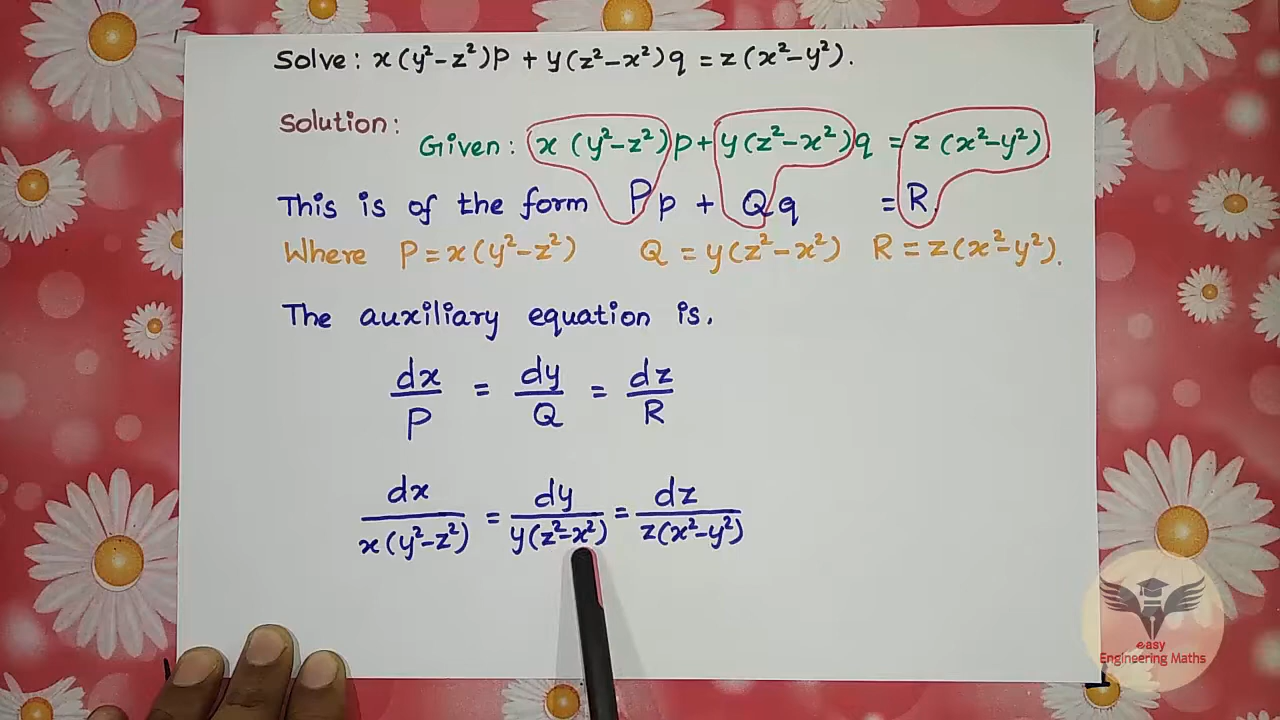 Solve: x(y²-z²)p + y(z²-x²)q = z(x²-y²).
Solution:
Given: x(y²-z²)p + y(z²-x²)q = z(x²-y²)
This is of the form Pp + Qq = R.
Where P=x(y²-z²) Q=y(z²-x²) R=z(x²-y²).
The auxiliary equation is.
dx/P = dy/Q = dz/R
dx/x(y²-z²) = dy/y(z²-x²) = dz/z(x²-y²)
easy
Engineering Maths